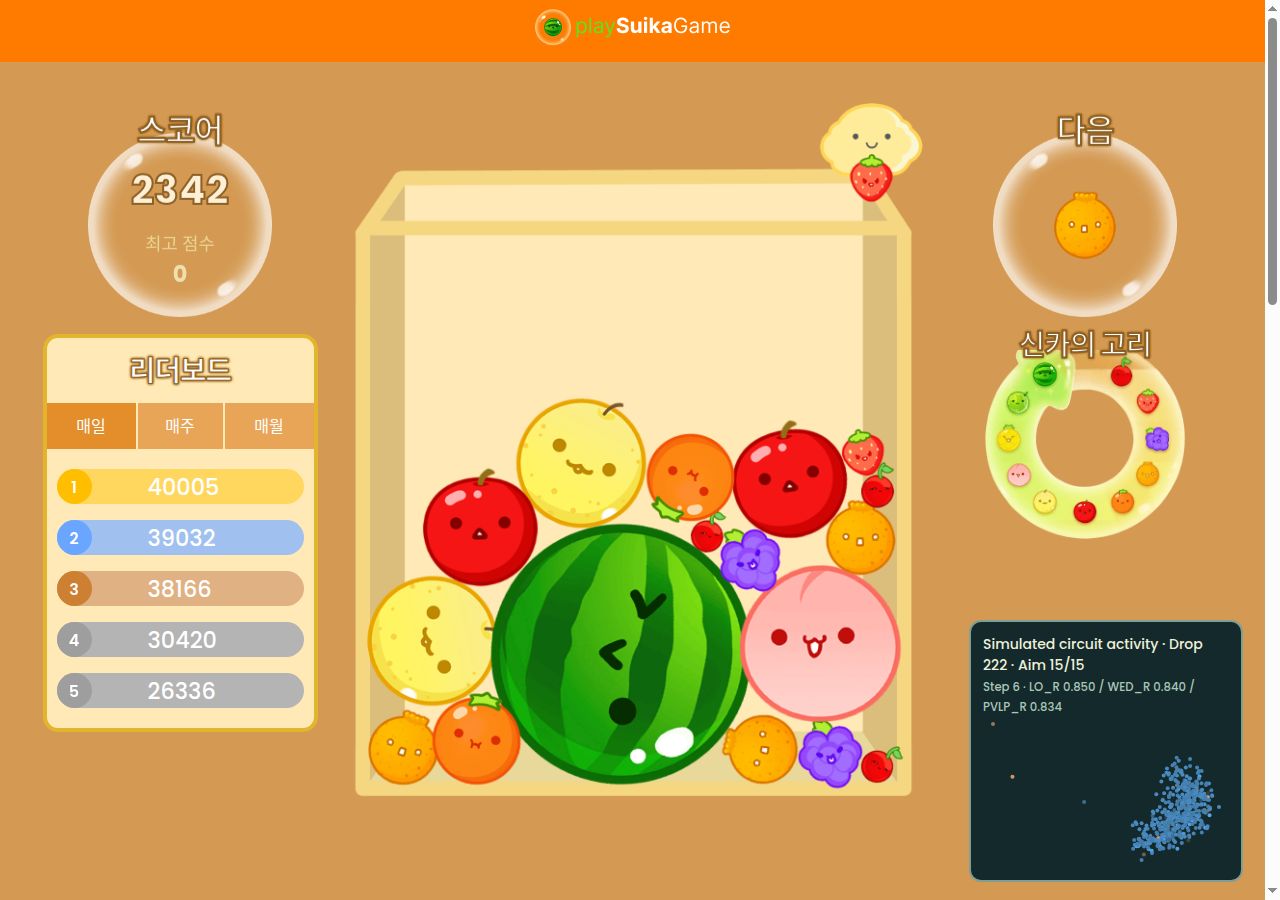 playSuikaGame
스코어
2342
최고 점수
0
리더보드
매일 매주 매월
1 40005
2 39032
3 38166
4 30420
5 26336
다음
신카의 고리
Simulated circuit activity · Drop
222 · Aim 15/15
Step 6 · LO_R 0.850 / WED_R 0.840 /
PVLP_R 0.834